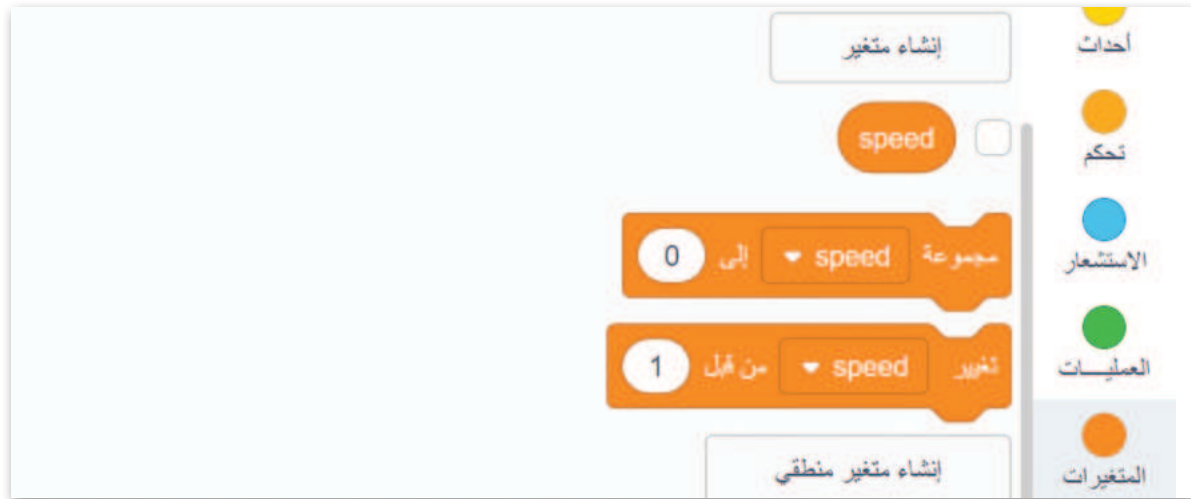 أحداث
تحكم
الاستشعار
العمليـــات
المتغيرات
إنشاء متغير
speed
مجموعة speed إلى 0
تغيير speed من قبل 1
إنشاء متغير منطقي